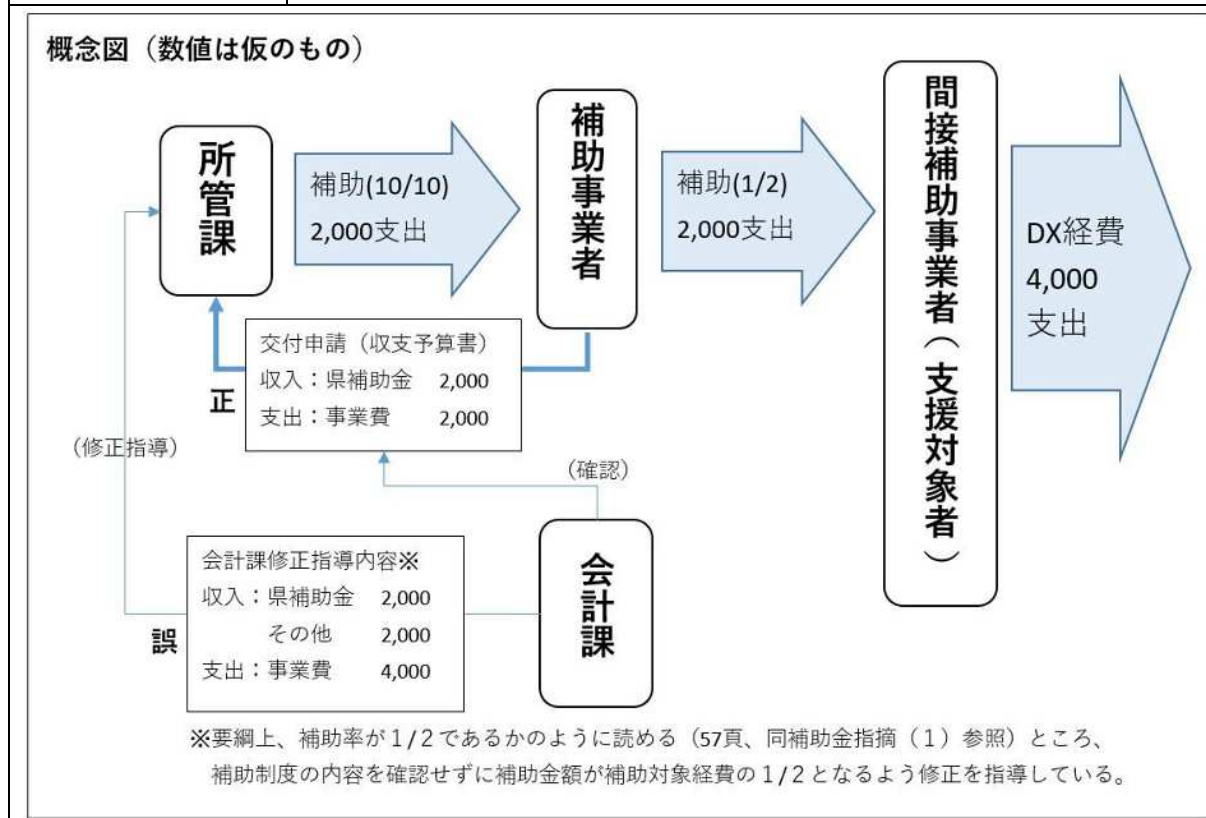 概念図（数値は仮のもの）
所管課
補助(10/10)
2,000支出
補助事業者
補助(1/2)
2,000支出
間接補助事業者（支援対象者）
DX経費
4,000
支出
交付申請（収支予算書）
収入：県補助金 2,000
支出：事業費 2,000
正
（修正指導）
（確認）
会計課修正指導内容※
収入：県補助金 2,000
その他 2,000
支出：事業費 4,000
誤
会計課
※要綱上、補助率が１/２であるかのように読める（57頁、同補助金指摘（１）参照）ところ、
補助制度の内容を確認せずに補助金額が補助対象経費の１/２となるよう修正を指導している。